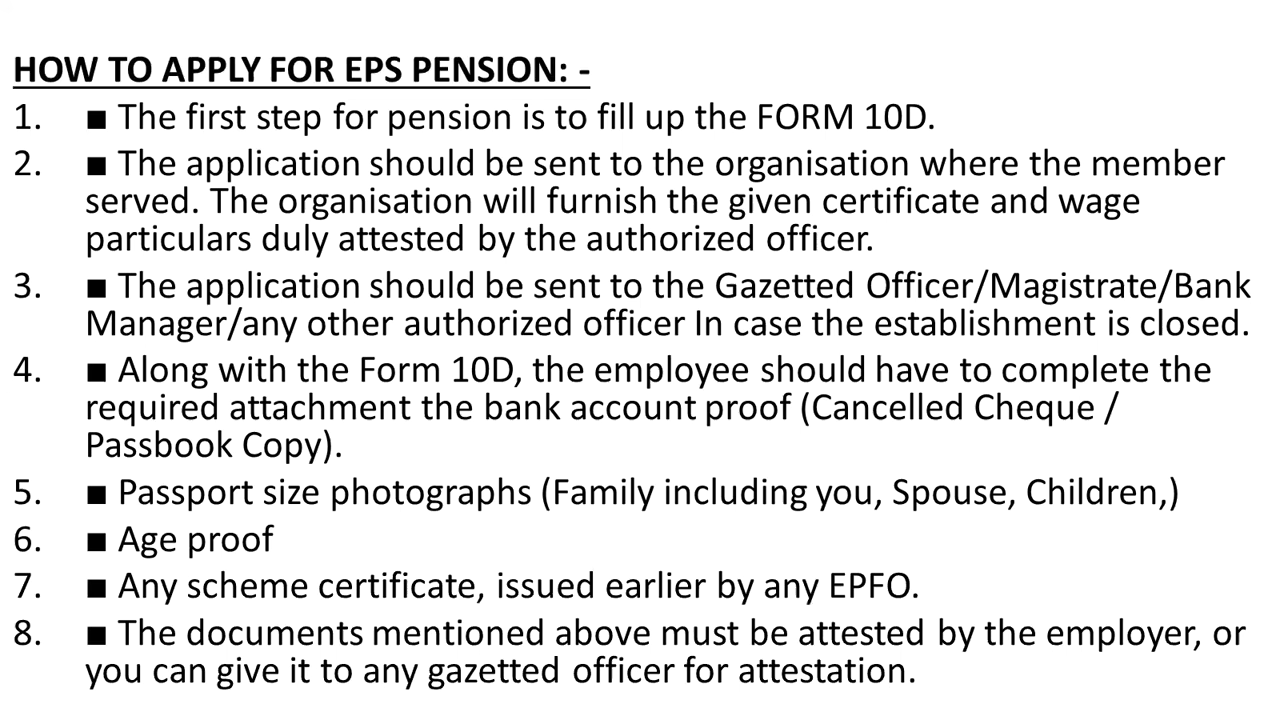 HOW TO APPLY FOR EPS PENSION: -
1. ■ The first step for pension is to fill up the FORM 10D.
2. ■ The application should be sent to the organisation where the member
served. The organisation will furnish the given certificate and wage
particulars duly attested by the authorized officer.
3. ■ The application should be sent to the Gazetted Officer/Magistrate/Bank
Manager/any other authorized officer In case the establishment is closed.
4. ■ Along with the Form 10D, the employee should have to complete the
required attachment the bank account proof (Cancelled Cheque /
Passbook Copy).
5. ■ Passport size photographs (Family including you, Spouse, Children,)
6. ■ Age proof
7. ■ Any scheme certificate, issued earlier by any EPFO.
8. ■ The documents mentioned above must be attested by the employer, or
you can give it to any gazetted officer for attestation.